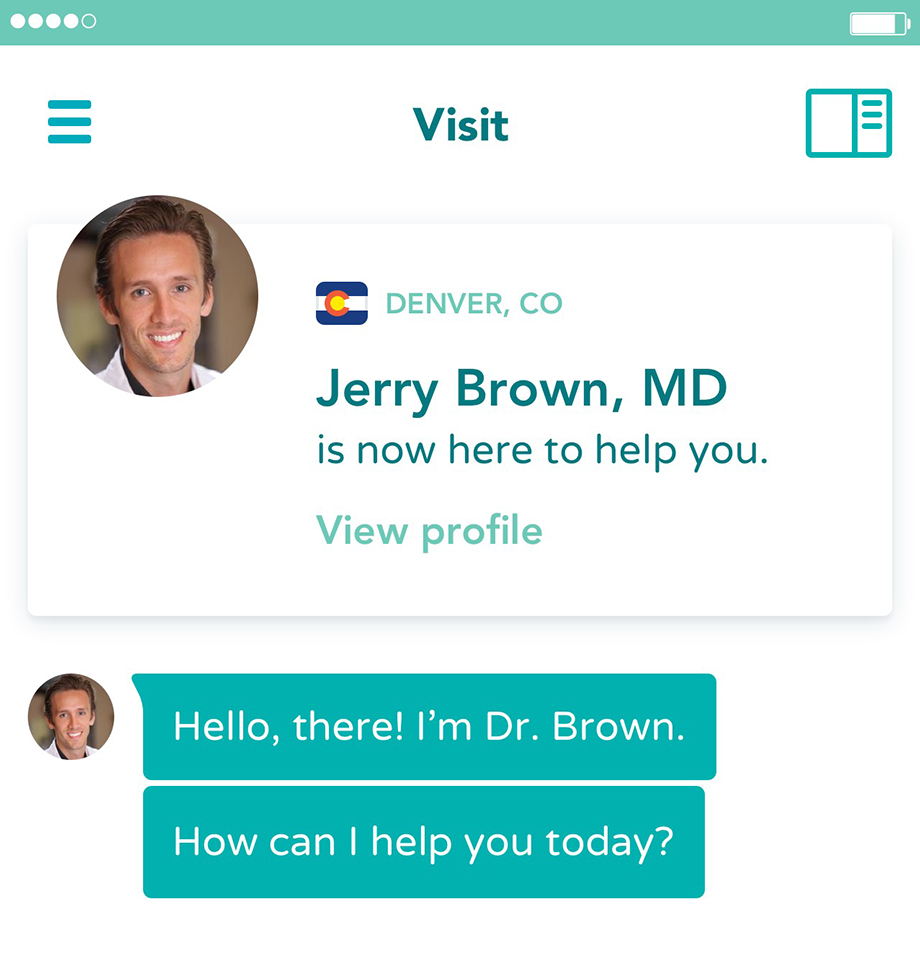 Visit
DENVER, CO
Jerry Brown, MD
is now here to help you.
View profile
Hello, there! I’m Dr. Brown.
How can I help you today?